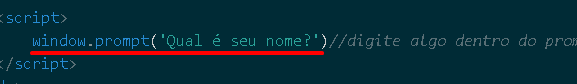 <script>
window.prompt('Qual é seu nome?')//digite algo dentro do prom
</script>